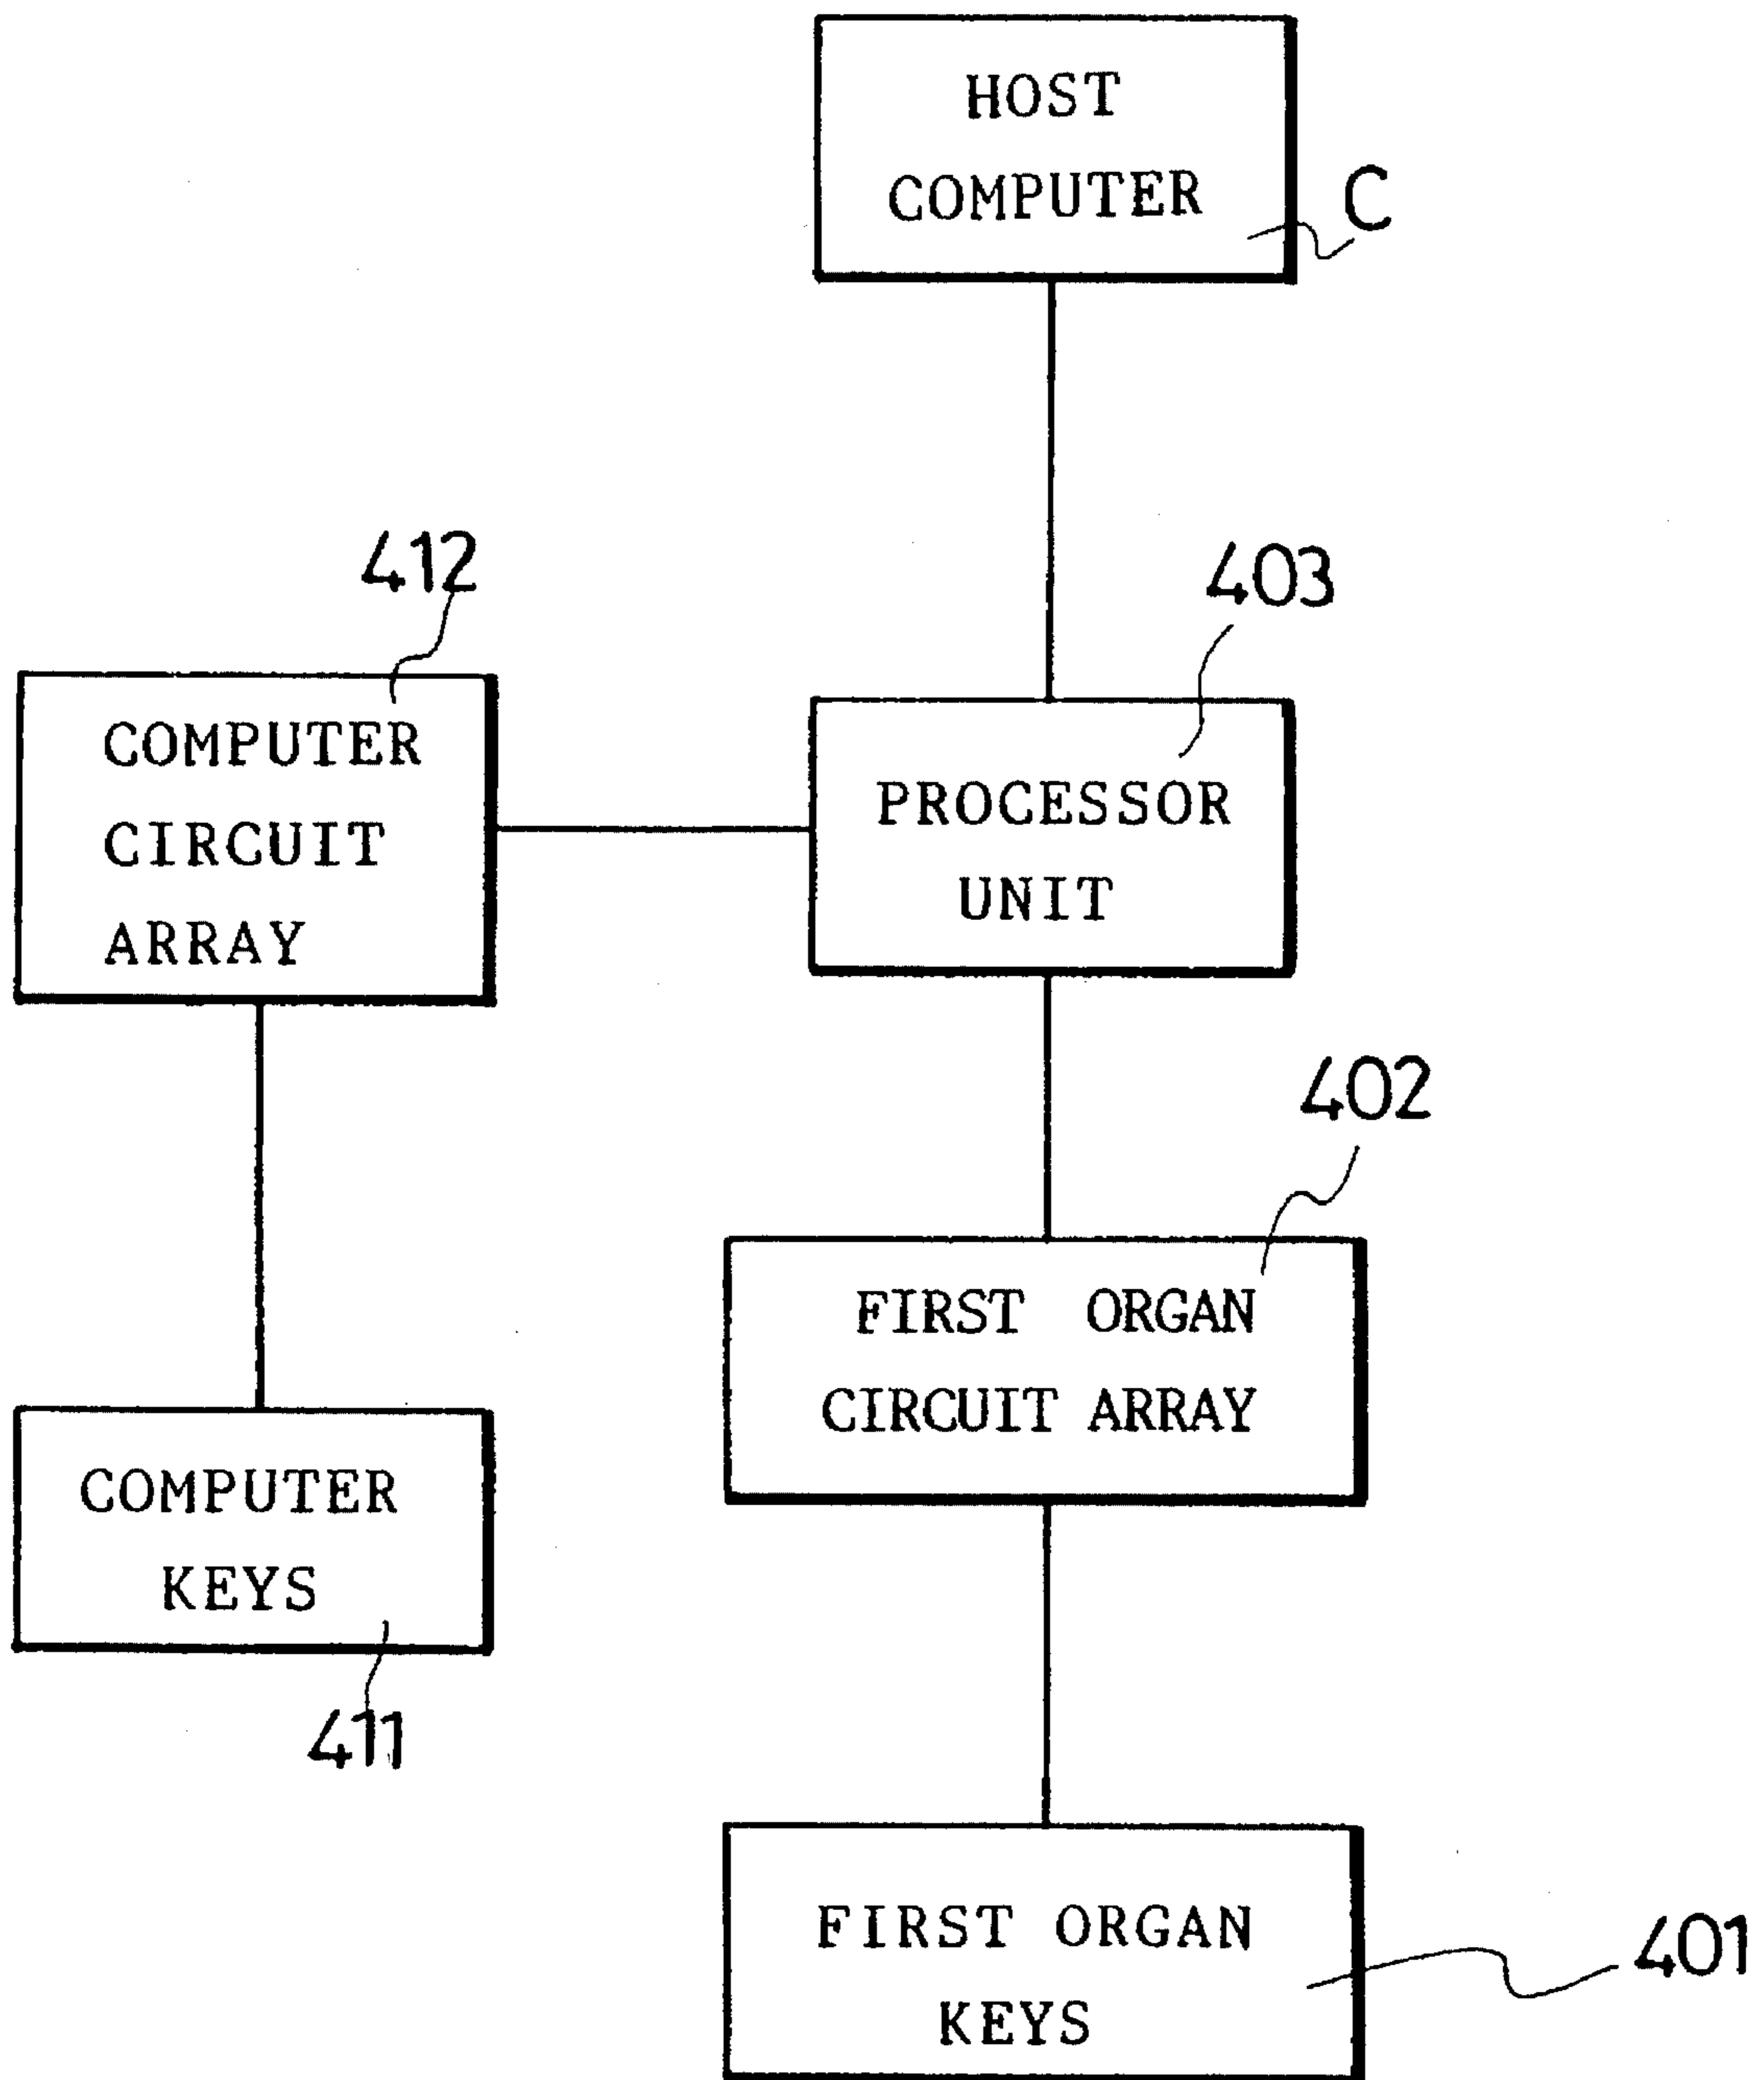 HOST
COMPUTER
C
412
403
COMPUTER
CIRCUIT
ARRAY
PROCESSOR
UNIT
402
FIRST ORGAN
CIRCUIT ARRAY
COMPUTER
KEYS
411
FIRST ORGAN
KEYS
401